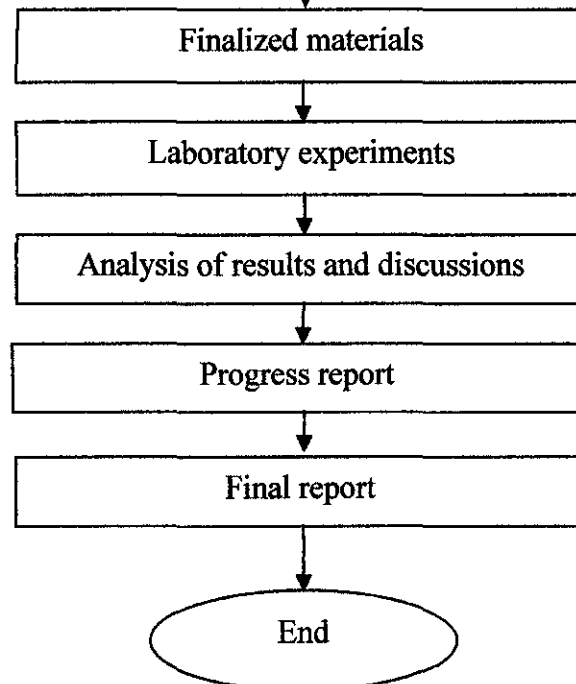 Finalized materials
Laboratory experiments
Analysis of results and discussions
Progress report
Final report
End